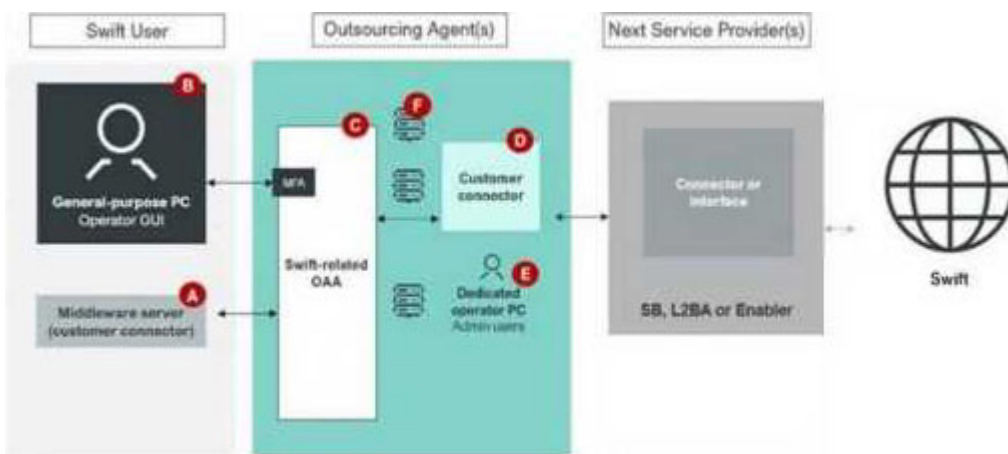 Swift User
Outsourcing Agent(s)
Next Service Provider(s)
B
General-purpose PC
Operator GUI
A
Middleware server
(customer connector)
C
MFA
Swift-related
OAA
F
D
Customer
connector
E
Dedicated
operator PC
Admin users
Connector or
interface
SB, L2BA or Enabler
Swift